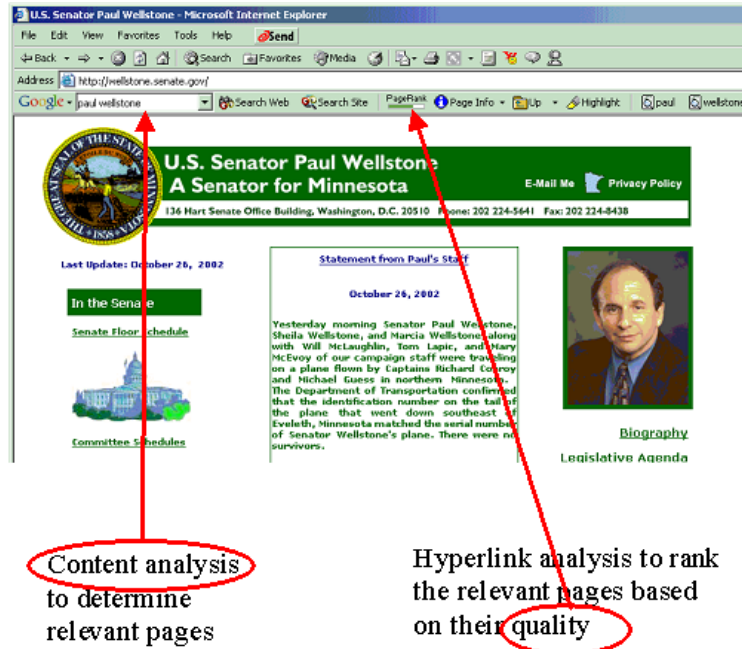 U.S. Senator Paul Wellstone - Microsoft Internet Explorer
File Edit View Favorites Tools Help Send
Back Search Favorites Media
Address http://wellstone.senate.gov/
Google paul wellstone Search Web Search Site PageRank Page Info Up Highlight paul wellstone
THE GREAT SEAL OF THE STATE OF MINNESOTA 1858
U.S. Senator Paul Wellstone
A Senator for Minnesota
E-Mail Me Privacy Policy
136 Hart Senate Office Building, Washington, D.C. 20510 Phone: 202 224-5641 Fax: 202 224-8438
Last Update: October 26, 2002
In the Senate
Senate Floor Schedule
Committee Schedules
Statement from Paul's Staff
October 26, 2002
Yesterday morning Senator Paul Wellstone,
Sheila Wellstone, and Marcia Wellstone along
with Will McLaughlin, Tom Lapic, and Mary
McEvoy of our campaign staff were traveling
on a plane flown by Captains Richard Conroy
and Michael Guess in northern Minnesota.
The Department of Transportation confirmed
that the identification number on the tail of
the plane that went down southeast of
Eveleth, Minnesota matched the serial number
of Senator Wellstone's plane. There were no
survivors.
Biography
Legislative Agenda
Content analysis
to determine
relevant pages
Hyperlink analysis to rank
the relevant pages based
on their quality